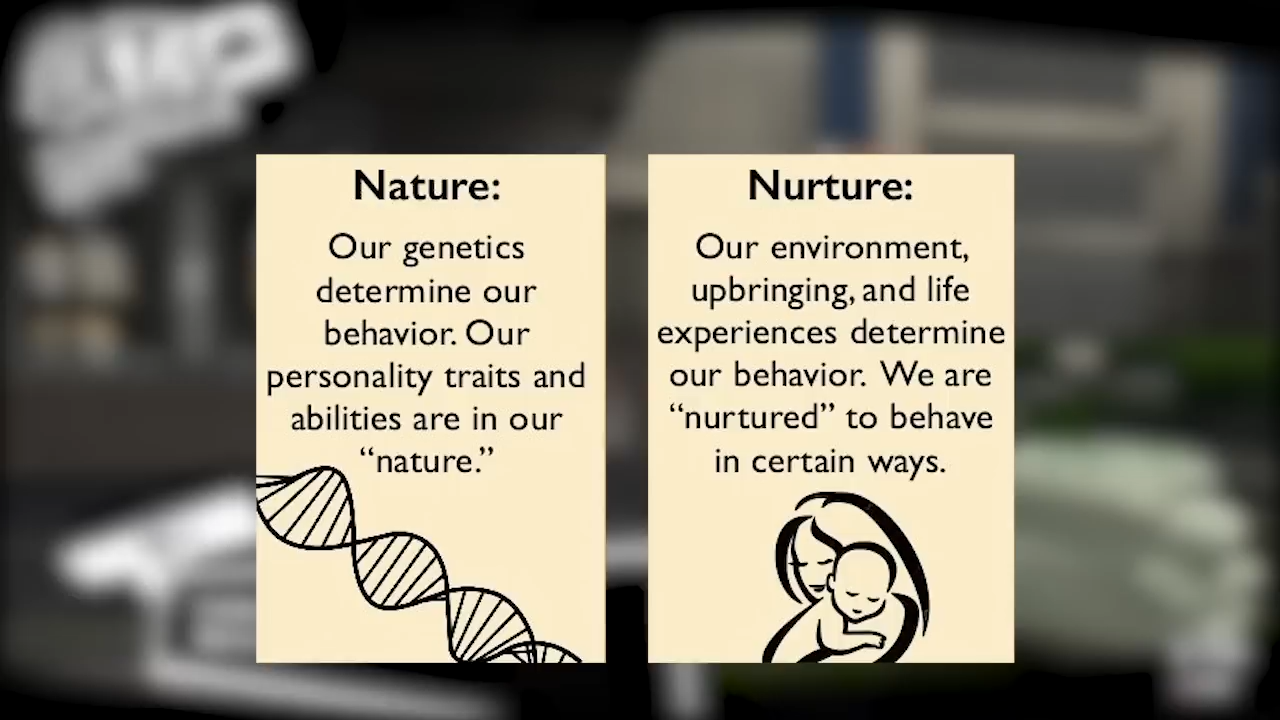 Nature:
Our genetics
determine our
behavior. Our
personality traits and
abilities are in our
“nature.”
Nurture:
Our environment,
upbringing, and life
experiences determine
our behavior. We are
“nurtured” to behave
in certain ways.